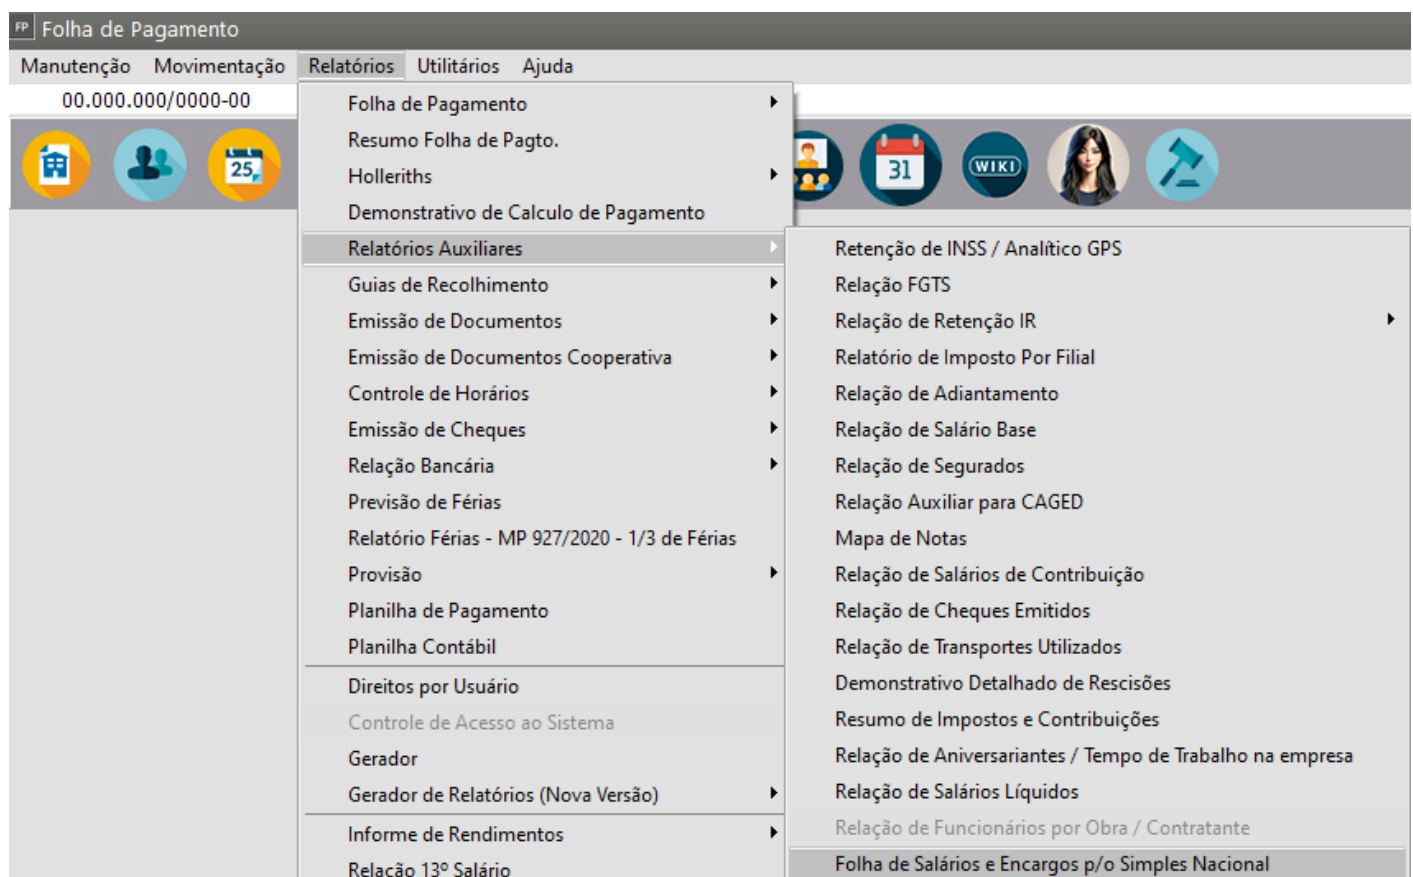 FP Folha de Pagamento
Manutenção Movimentação Relatórios Utilitários Ajuda
00.000.000/0000-00
25
31
WIKI
Folha de Pagamento
Resumo Folha de Pagto.
Holleriths
Demonstrativo de Calculo de Pagamento
Relatórios Auxiliares
Guias de Recolhimento
Emissão de Documentos
Emissão de Documentos Cooperativa
Controle de Horários
Emissão de Cheques
Relação Bancária
Previsão de Férias
Relatório Férias - MP 927/2020 - 1/3 de Férias
Provisão
Planilha de Pagamento
Planilha Contábil
Direitos por Usuário
Controle de Acesso ao Sistema
Gerador
Gerador de Relatórios (Nova Versão)
Informe de Rendimentos
Relação 13º Salário
Retenção de INSS / Analítico GPS
Relação FGTS
Relação de Retenção IR
Relatório de Imposto Por Filial
Relação de Adiantamento
Relação de Salário Base
Relação de Segurados
Relação Auxiliar para CAGED
Mapa de Notas
Relação de Salários de Contribuição
Relação de Cheques Emitidos
Relação de Transportes Utilizados
Demonstrativo Detalhado de Rescisões
Resumo de Impostos e Contribuições
Relação de Aniversariantes / Tempo de Trabalho na empresa
Relação de Salários Líquidos
Relação de Funcionários por Obra / Contratante
Folha de Salários e Encargos p/o Simples Nacional